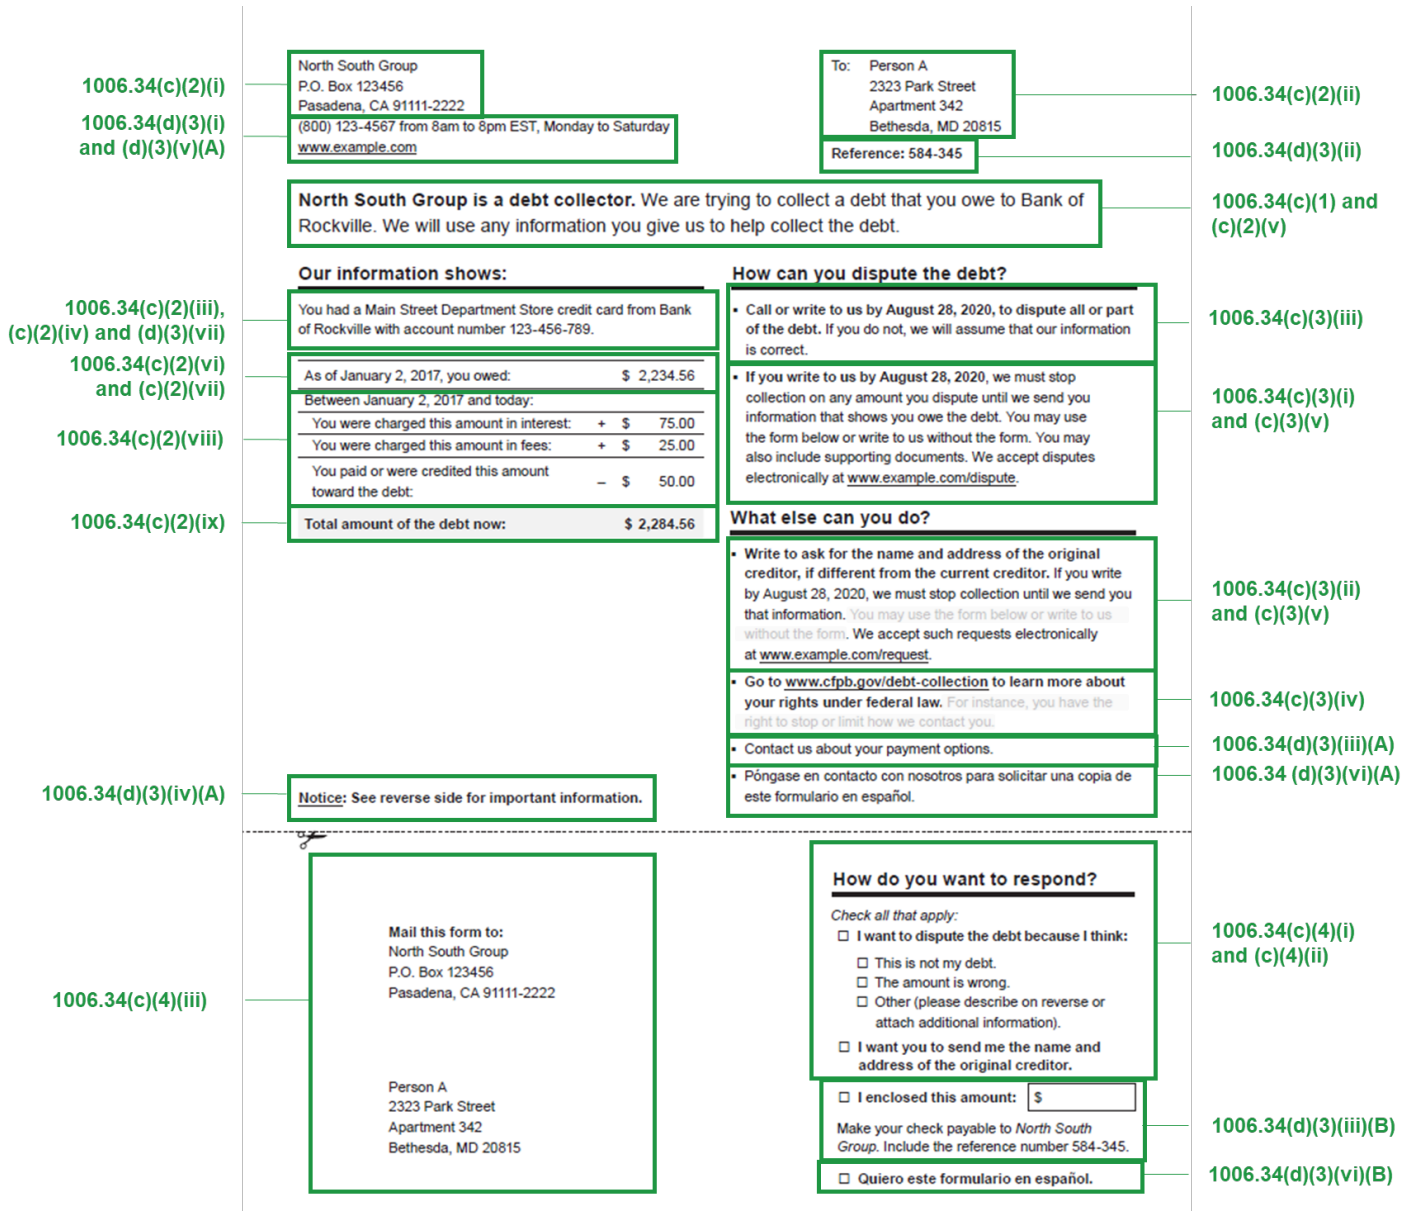 1006.34(c)(2)(i)
North South Group
P.O. Box 123456
Pasadena, CA 91111-2222
1006.34(d)(3)(i)
and (d)(3)(v)(A)
(800) 123-4567 from 8am to 8pm EST, Monday to Saturday
www.example.com
To: Person A
2323 Park Street
Apartment 342
Bethesda, MD 20815
1006.34(c)(2)(ii)
Reference: 584-345
1006.34(d)(3)(ii)
North South Group is a debt collector. We are trying to collect a debt that you owe to Bank of
Rockville. We will use any information you give us to help collect the debt.
1006.34(c)(1) and
(c)(2)(v)
Our information shows:
1006.34(c)(2)(iii),
(c)(2)(iv) and (d)(3)(vii)
You had a Main Street Department Store credit card from Bank
of Rockville with account number 123-456-789.
1006.34(c)(2)(vi)
and (c)(2)(vii)
As of January 2, 2017, you owed: $ 2,234.56
1006.34(c)(2)(viii)
Between January 2, 2017 and today:
You were charged this amount in interest: + $ 75.00
You were charged this amount in fees: + $ 25.00
You paid or were credited this amount
toward the debt: – $ 50.00
1006.34(c)(2)(ix)
Total amount of the debt now: $ 2,284.56
How can you dispute the debt?
▪ Call or write to us by August 28, 2020, to dispute all or part
of the debt. If you do not, we will assume that our information
is correct.
1006.34(c)(3)(iii)
▪ If you write to us by August 28, 2020, we must stop
collection on any amount you dispute until we send you
information that shows you owe the debt. You may use
the form below or write to us without the form. You may
also include supporting documents. We accept disputes
electronically at www.example.com/dispute.
1006.34(c)(3)(i)
and (c)(3)(v)
What else can you do?
▪ Write to ask for the name and address of the original
creditor, if different from the current creditor. If you write
by August 28, 2020, we must stop collection until we send you
that information. You may use the form below or write to us
without the form. We accept such requests electronically
at www.example.com/request.
1006.34(c)(3)(ii)
and (c)(3)(v)
▪ Go to www.cfpb.gov/debt-collection to learn more about
your rights under federal law. For instance, you have the
right to stop or limit how we contact you.
1006.34(c)(3)(iv)
▪ Contact us about your payment options.
1006.34(d)(3)(iii)(A)
▪ Póngase en contacto con nosotros para solicitar una copia de
este formulario en español.
1006.34 (d)(3)(vi)(A)
1006.34(d)(3)(iv)(A)
Notice: See reverse side for important information.
1006.34(c)(4)(iii)
Mail this form to:
North South Group
P.O. Box 123456
Pasadena, CA 91111-2222
Person A
2323 Park Street
Apartment 342
Bethesda, MD 20815
How do you want to respond?
Check all that apply:
☐ I want to dispute the debt because I think:
☐ This is not my debt.
☐ The amount is wrong.
☐ Other (please describe on reverse or
attach additional information).
☐ I want you to send me the name and
address of the original creditor.
1006.34(c)(4)(i)
and (c)(4)(ii)
☐ I enclosed this amount: $
Make your check payable to North South
Group. Include the reference number 584-345.
1006.34(d)(3)(iii)(B)
☐ Quiero este formulario en español.
1006.34(d)(3)(vi)(B)